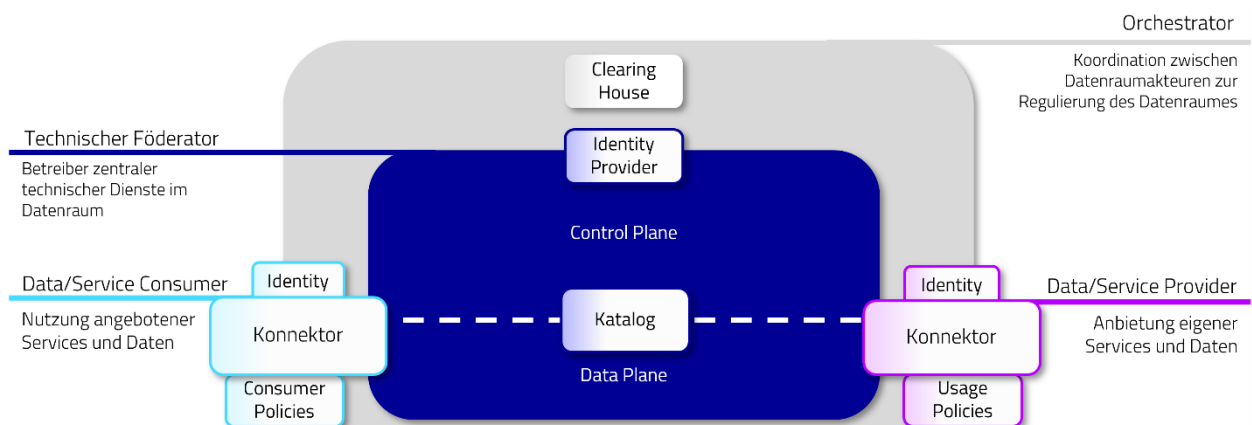 Orchestrator
Koordination zwischen
Datenraumakteuren zur
Regulierung des Datenraumes
Clearing
House
Technischer Föderator
Betreiber zentraler
technischer Dienste im
Datenraum
Identity
Provider
Control Plane
Data/Service Consumer
Nutzung angebotener
Services und Daten
Identity
Konnektor
Consumer
Policies
Katalog
Data Plane
Identity
Konnektor
Usage
Policies
Data/Service Provider
Anbietung eigener
Services und Daten